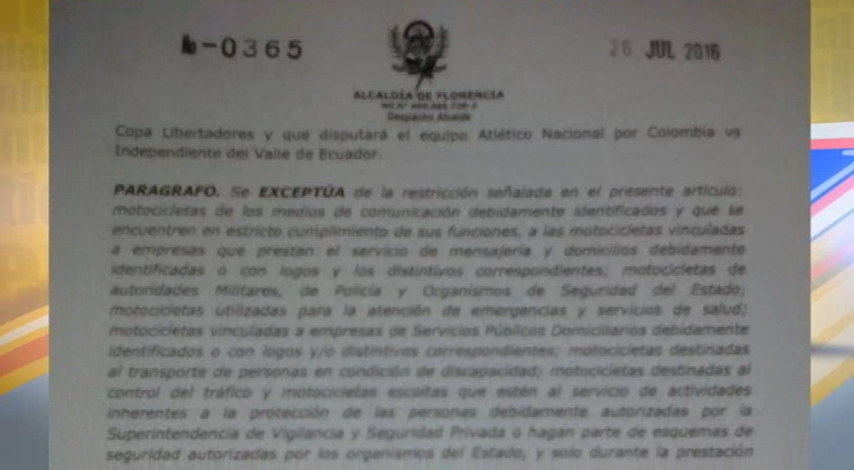 No - 0365
26 JUL 2016
ALCALDÍA DE FLORENCIA
Despacho Alcalde
Copa Libertadores y que disputará el equipo Atlético Nacional por Colombia vs
Independiente del Valle de Ecuador.
PARAGRAFO. Se EXCEPTÚA de la restricción señalada en el presente artículo:
motocicletas de los medios de comunicación debidamente identificados y que se
encuentren en estricto cumplimiento de sus funciones, a las motocicletas vinculadas
a empresas que prestan el servicio de mensajería y domicilios debidamente
identificadas o con logos y los distintivos correspondientes; motocicletas de
autoridades Militares, de Policía y Organismos de Seguridad del Estado;
motocicletas utilizadas para la atención de emergencias y servicios de salud;
motocicletas vinculadas a empresas de Servicios Públicos Domiciliarios debidamente
identificados o con logos y/o distintivos correspondientes; motocicletas destinadas
al transporte de personas en condición de discapacidad; motocicletas destinadas al
control del tráfico y motocicletas escoltas que estén al servicio de actividades
inherentes a la protección de las personas debidamente autorizadas por la
Superintendencia de Vigilancia y Seguridad Privada o hagan parte de esquemas de
seguridad autorizadas por los organismos del Estado, y solo durante la prestación